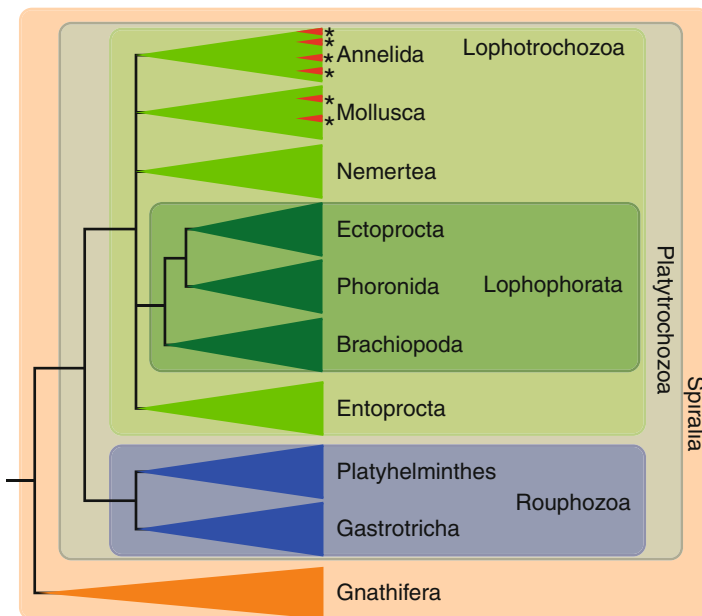 *
*
Annelida
*
*
Lophotrochozoa
*
Mollusca
*
Nemertea
Ectoprocta
Phoronida
Lophophorata
Brachiopoda
Entoprocta
Platyhelminthes
Rouphozoa
Gastrotricha
Gnathifera
Platytrochozoa
Spiralia